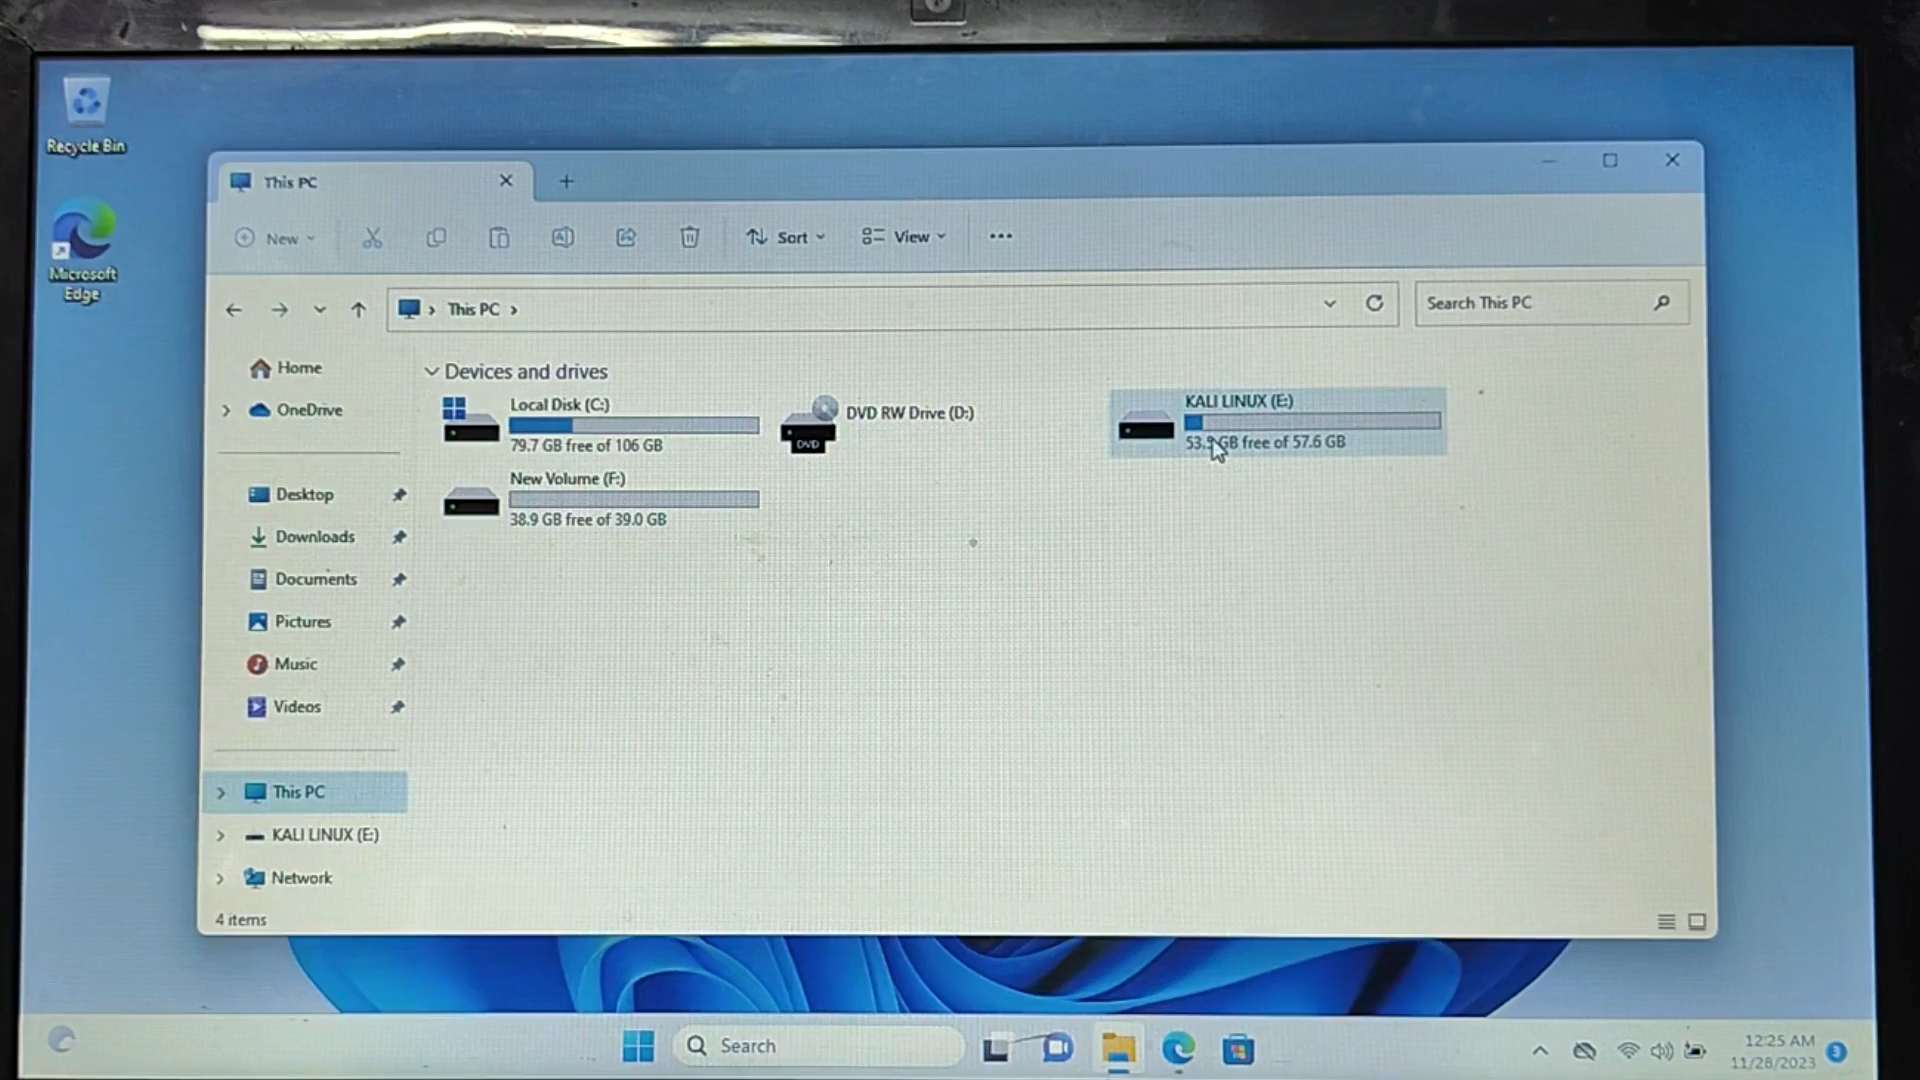 Recycle Bin
Microsoft
Edge
This PC
New
Sort
View
This PC
Search This PC
Home
OneDrive
Desktop
Downloads
Documents
Pictures
Music
Videos
This PC
KALI LINUX (E:)
Network
4 items
Devices and drives
Local Disk (C:)
79.7 GB free of 106 GB
DVD RW Drive (D:)
DVD
KALI LINUX (E:)
GB free of 57.6 GB
New Volume (F:)
38.9 GB free of 39.0 GB
Search
12:25 AM
11/28/2023
3